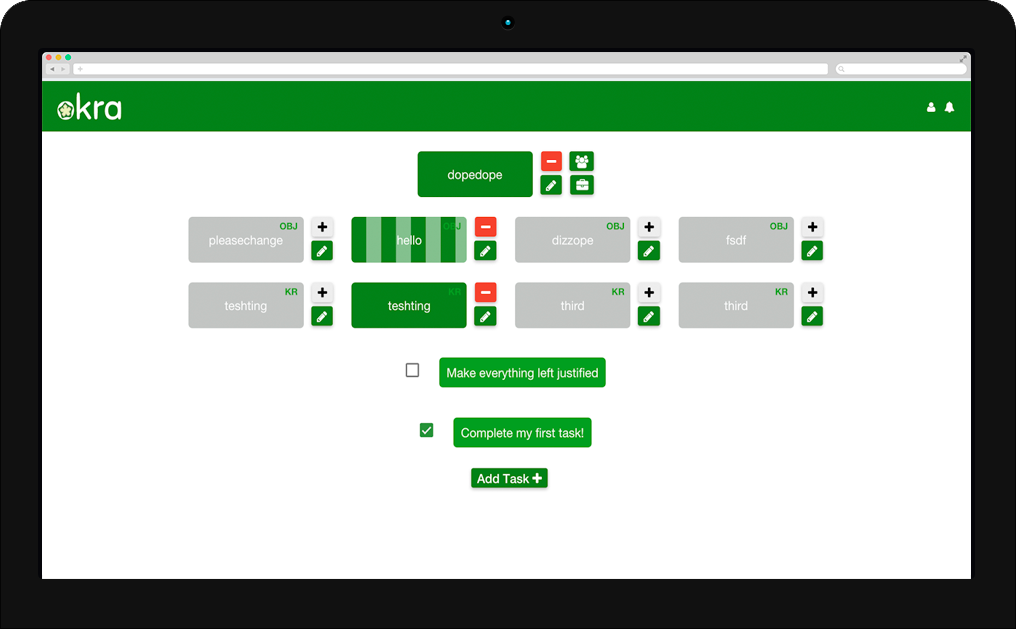 okra
dopedope
OBJ OBJ OBJ OBJ
pleasechange hello dizzope fsdf
KR KR KR KR
teshting teshting third third
Make everything left justified
Complete my first task!
Add Task